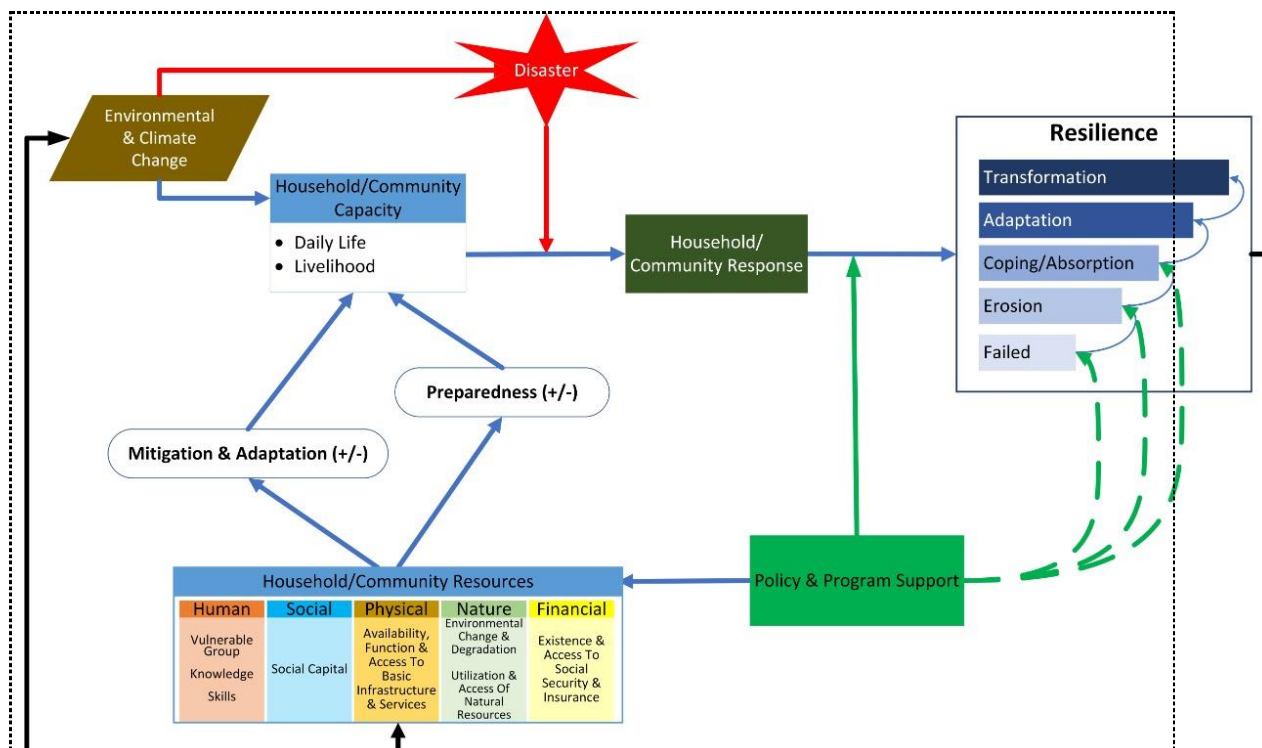 Disaster
Environmental
& Climate
Change
Household/Community
Capacity
• Daily Life
• Livelihood
Household/
Community Response
Resilience
Transformation
Adaptation
Coping/Absorption
Erosion
Failed
Preparedness (+/-)
Mitigation & Adaptation (+/-)
Policy & Program Support
Household/Community Resources
Human
Vulnerable
Group
Knowledge
Skills
Social
Social Capital
Physical
Availability,
Function &
Access To
Basic
Infrastructure
& Services
Nature
Environmental
Change &
Degradation
Utilization &
Access Of
Natural
Resources
Financial
Existence &
Access To
Social
Security &
Insurance